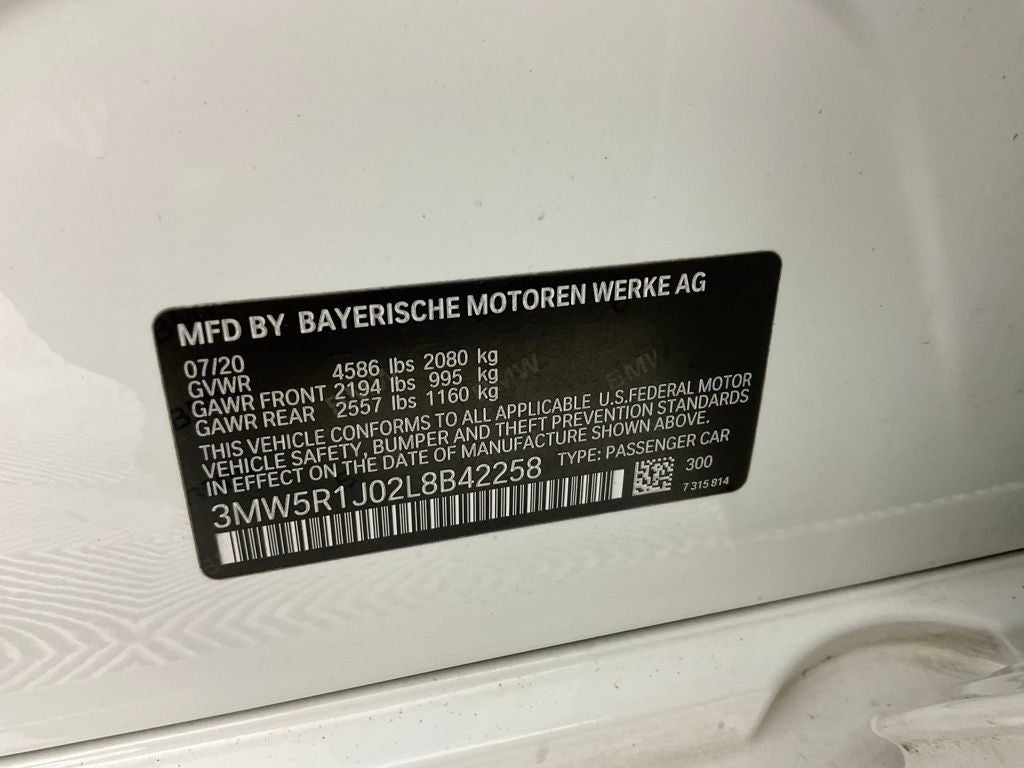 MFD BY BAYERISCHE MOTOREN WERKE AG
07/20
GVWR 4586 lbs 2080 kg
GAWR FRONT 2194 lbs 995 kg
GAWR REAR 2557 lbs 1160 kg
THIS VEHICLE CONFORMS TO ALL APPLICABLE U.S.FEDERAL MOTOR
VEHICLE SAFETY, BUMPER AND THEFT PREVENTION STANDARDS
IN EFFECT ON THE DATE OF MANUFACTURE SHOWN ABOVE.
3MW5R1J02L8B42258 TYPE: PASSENGER CAR
300
7 315 814